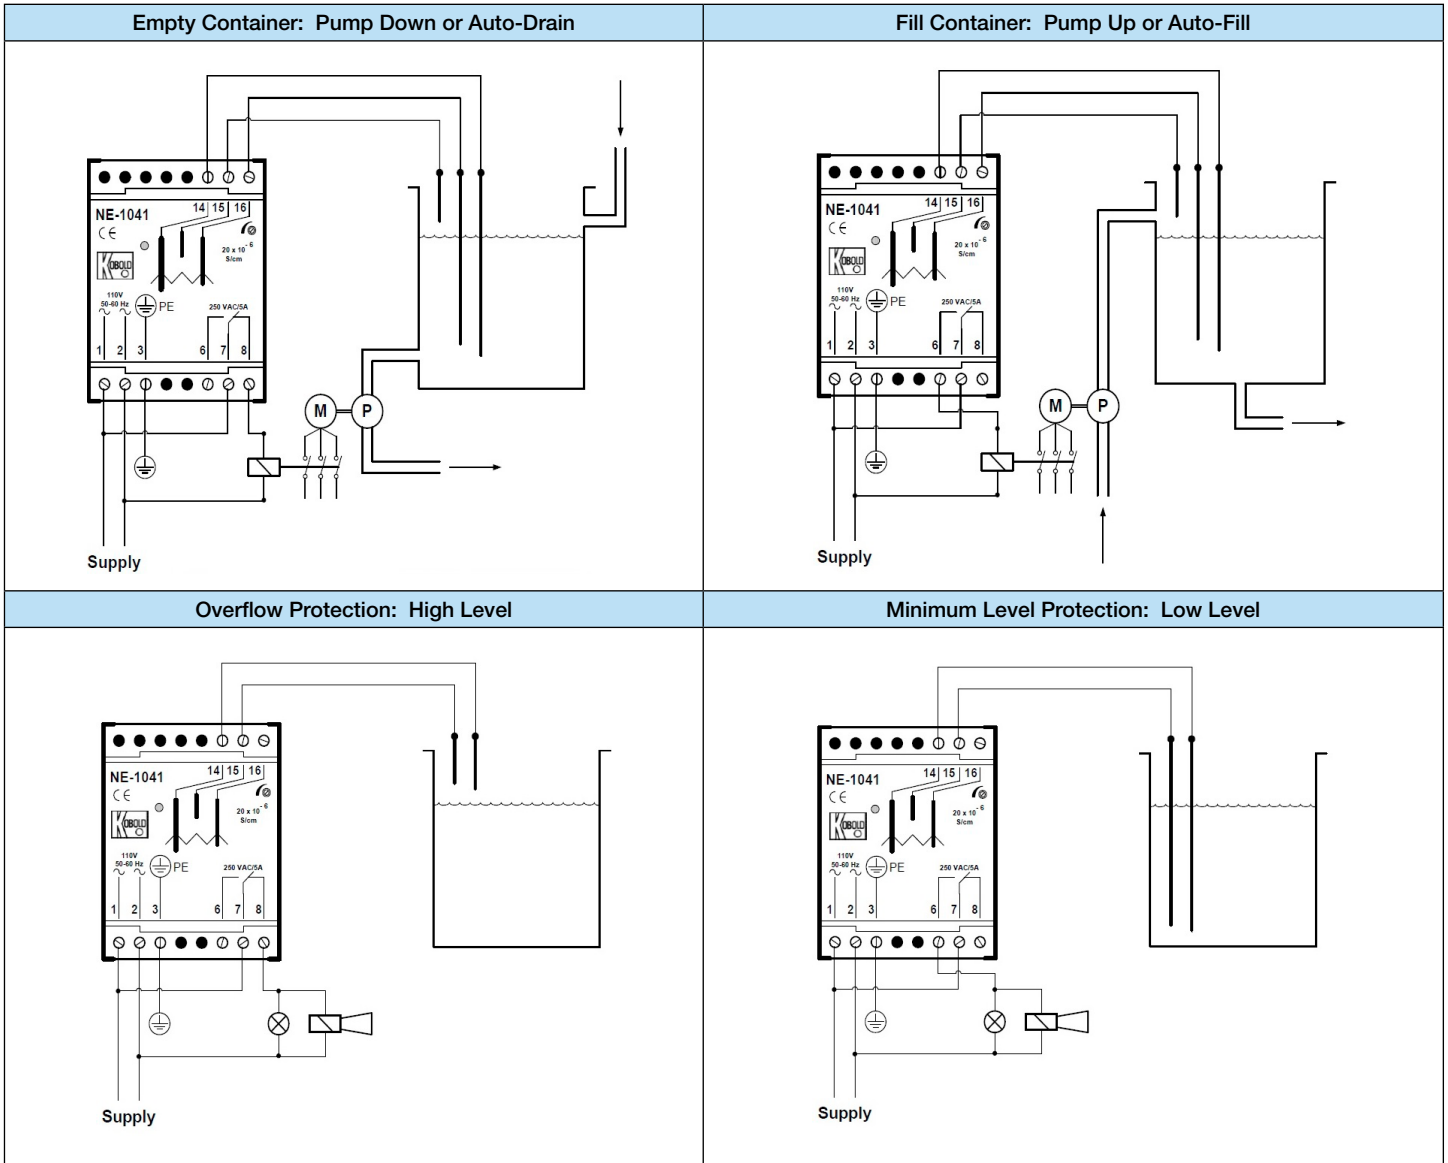 Empty Container: Pump Down or Auto-Drain
NE-1041
14 15 16
CE
KOBOLD
20 x 10 - 6
S/cm
110V
50-60 Hz
PE
250 VAC/5A
1 2 3 6 7 8
M P
Supply
Fill Container: Pump Up or Auto-Fill
NE-1041
14 15 16
CE
KOBOLD
20 x 10 - 6
S/cm
110V
50-60 Hz
PE
250 VAC/5A
1 2 3 6 7 8
M P
Supply
Overflow Protection: High Level
NE-1041
14 15 16
CE
KOBOLD
20 x 10 - 6
S/cm
110V
50-60 Hz
PE
250 VAC/5A
1 2 3 6 7 8
Supply
Minimum Level Protection: Low Level
NE-1041
14 15 16
CE
KOBOLD
20 x 10 - 6
S/cm
110V
50-60 Hz
PE
250 VAC/5A
1 2 3 6 7 8
Supply